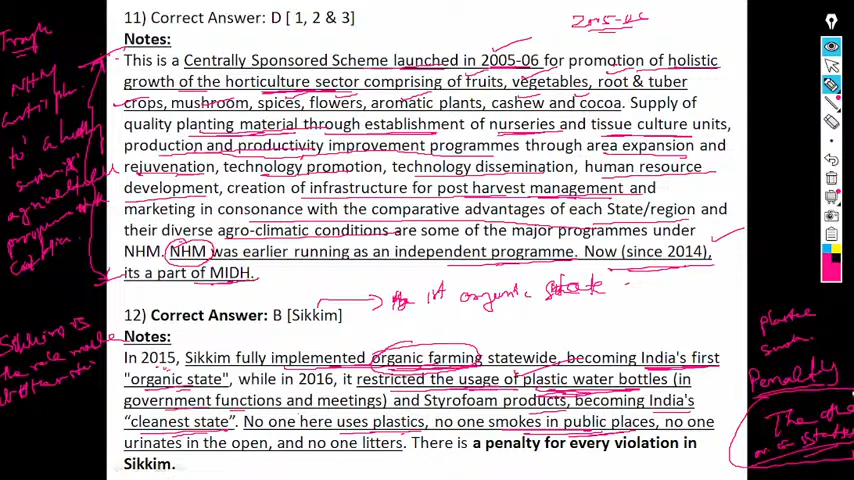 11) Correct Answer: D [ 1, 2 & 3]
2005-06
Notes:
This is a Centrally Sponsored Scheme launched in 2005-06 for promotion of holistic
growth of the horticulture sector comprising of fruits, vegetables, root & tuber
crops, mushroom, spices, flowers, aromatic plants, cashew and cocoa. Supply of
quality planting material through establishment of nurseries and tissue culture units,
production and productivity improvement programmes through area expansion and
rejuvenation, technology promotion, technology dissemination, human resource
development, creation of infrastructure for post harvest management and
marketing in consonance with the comparative advantages of each State/region and
their diverse agro-climatic conditions are some of the major programmes under
NHM. NHM was earlier running as an independent programme. Now (since 2014),
its a part of MIDH.
1st organic state
12) Correct Answer: B [Sikkim]
Notes:
In 2015, Sikkim fully implemented organic farming statewide, becoming India's first
"organic state", while in 2016, it restricted the usage of plastic water bottles (in
government functions and meetings) and Styrofoam products, becoming India's
“cleanest state”. No one here uses plastics, no one smokes in public places, no one
urinates in the open, and no one litters. There is a penalty for every violation in
Sikkim.
NHM
to a
Sikkim is
the role model
plastic
Penalty
The